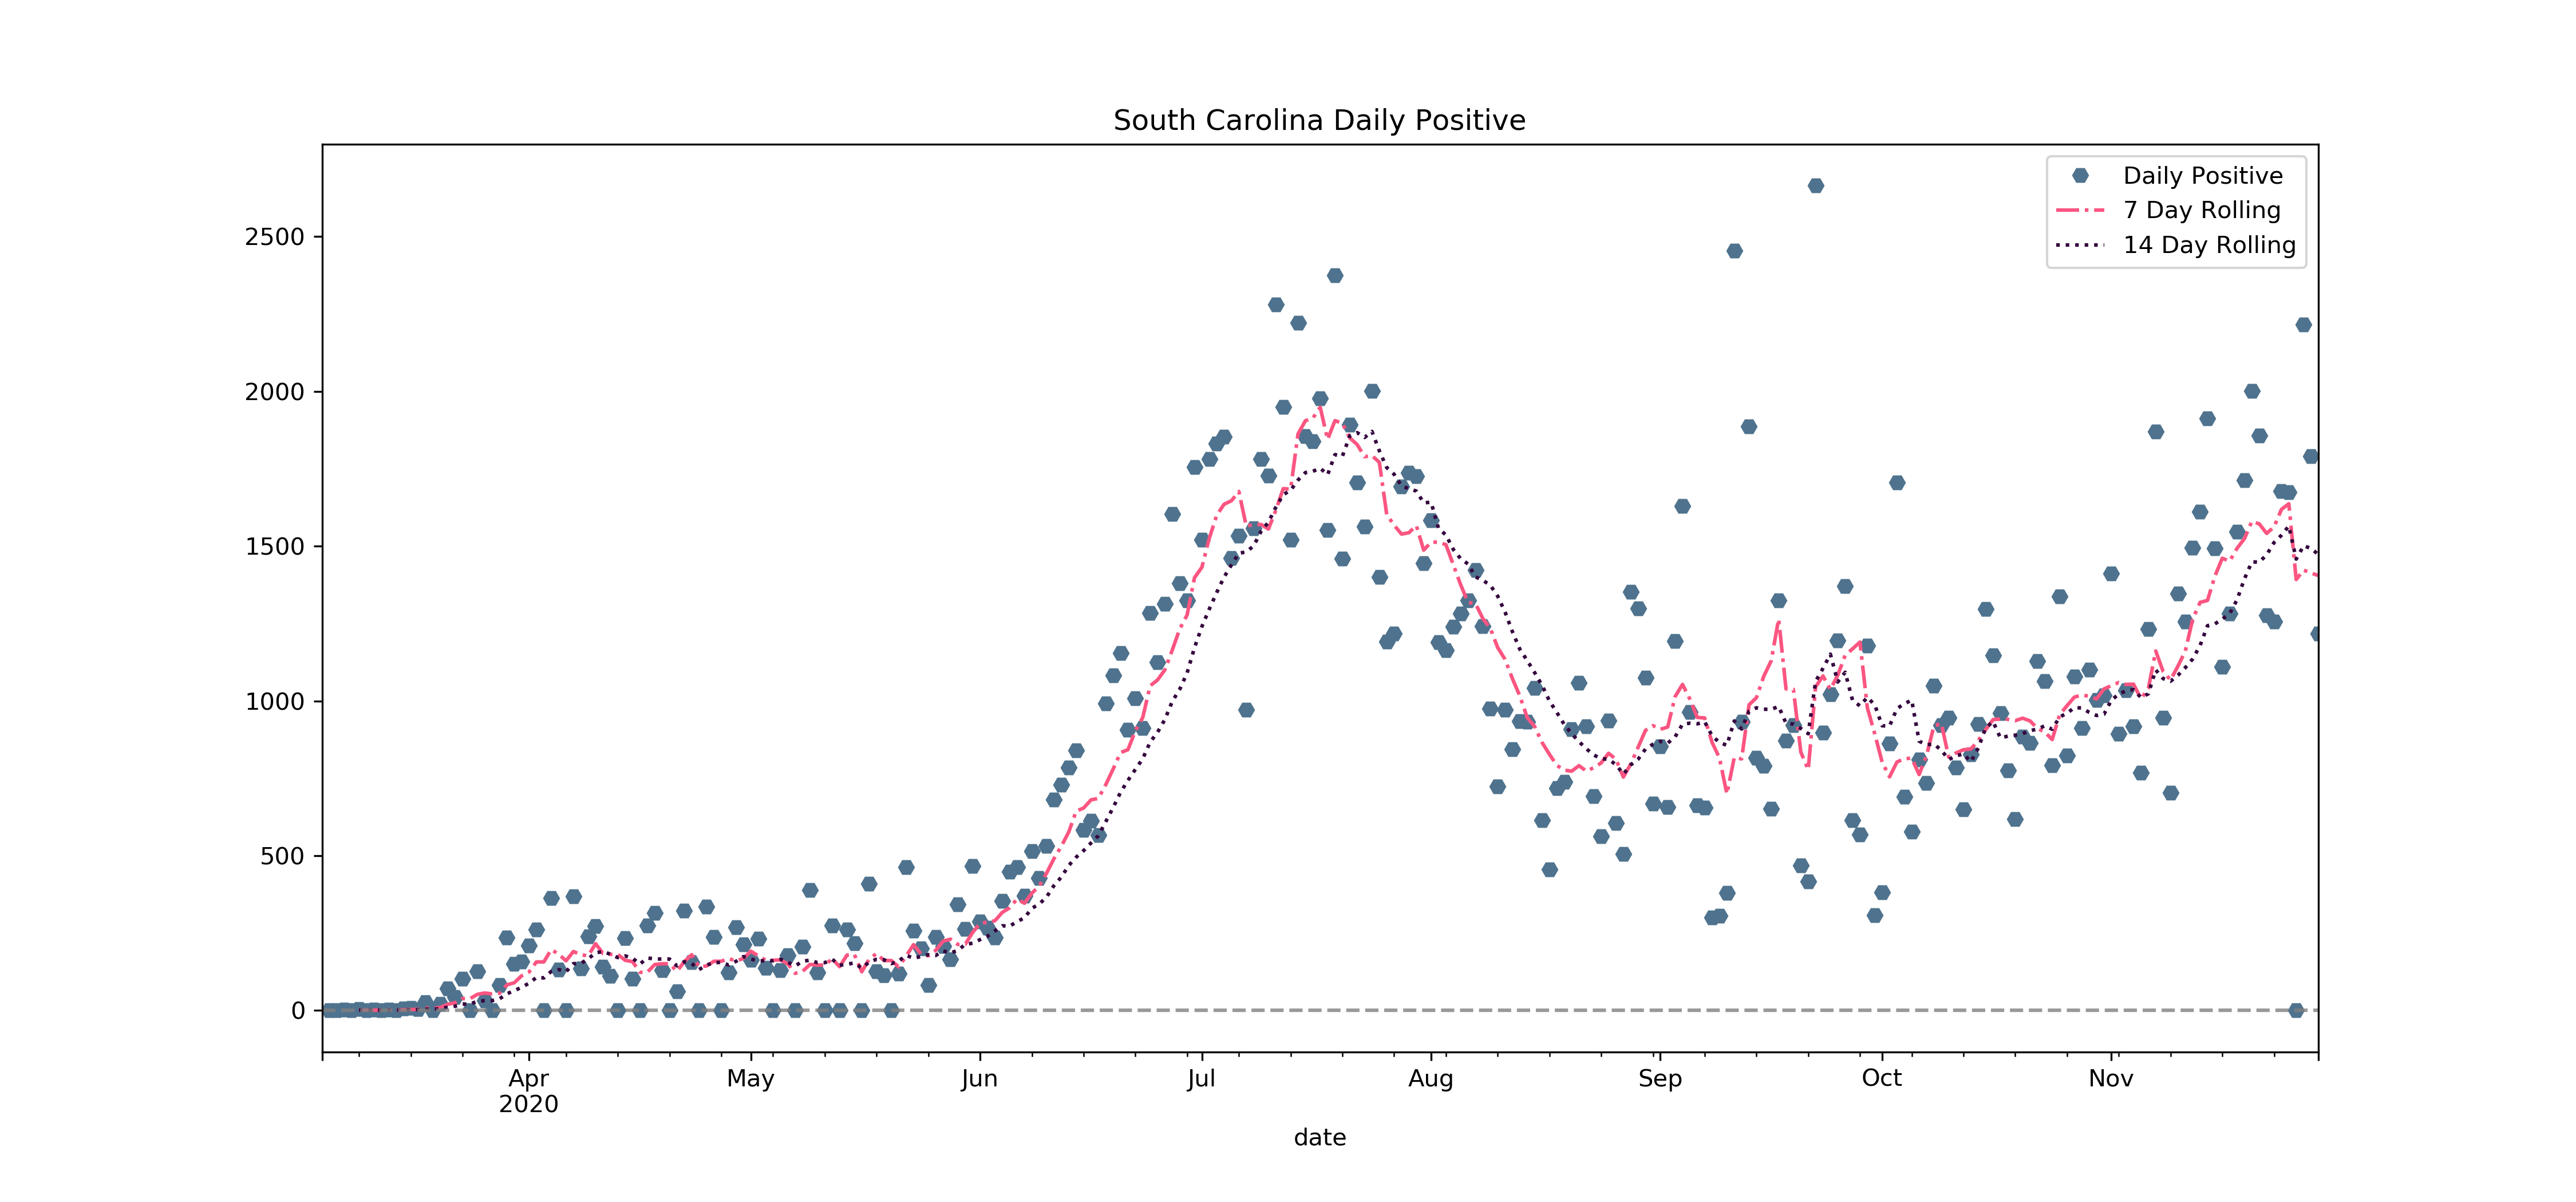 South Carolina Daily Positive
Daily Positive
7 Day Rolling
14 Day Rolling
2500
2000
1500
1000
500
0
Apr May Jun Jul Aug Sep Oct Nov
2020
date